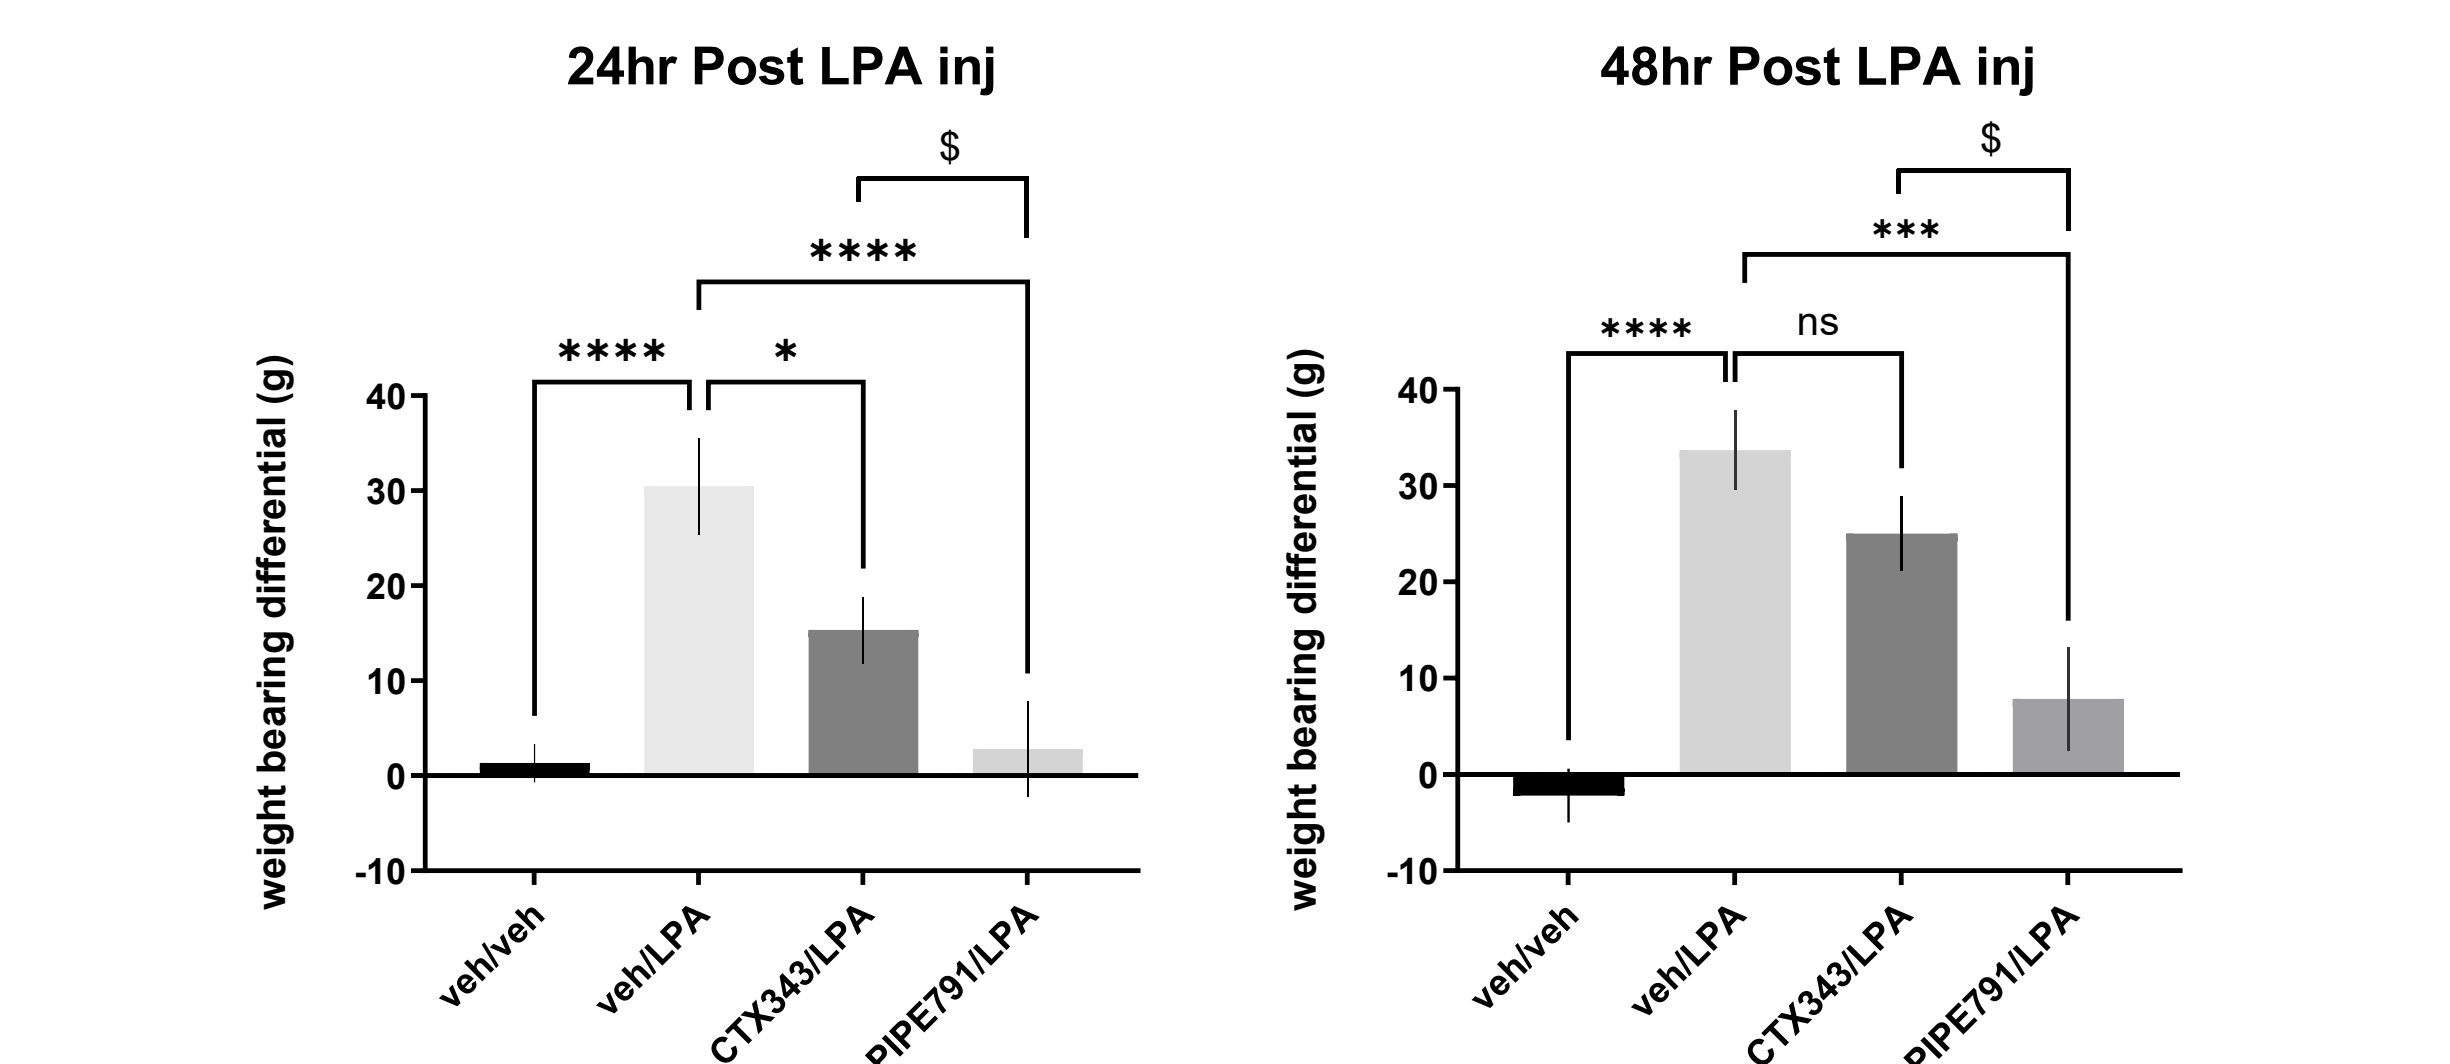 24hr Post LPA inj
$
****
**** *
weight bearing differential (g)
40
30
20
10
0
-10
veh/veh
veh/LPA
CTX343/LPA
PIPE791/LPA
48hr Post LPA inj
$
***
**** ns
weight bearing differential (g)
40
30
20
10
0
-10
veh/veh
veh/LPA
CTX343/LPA
PIPE791/LPA